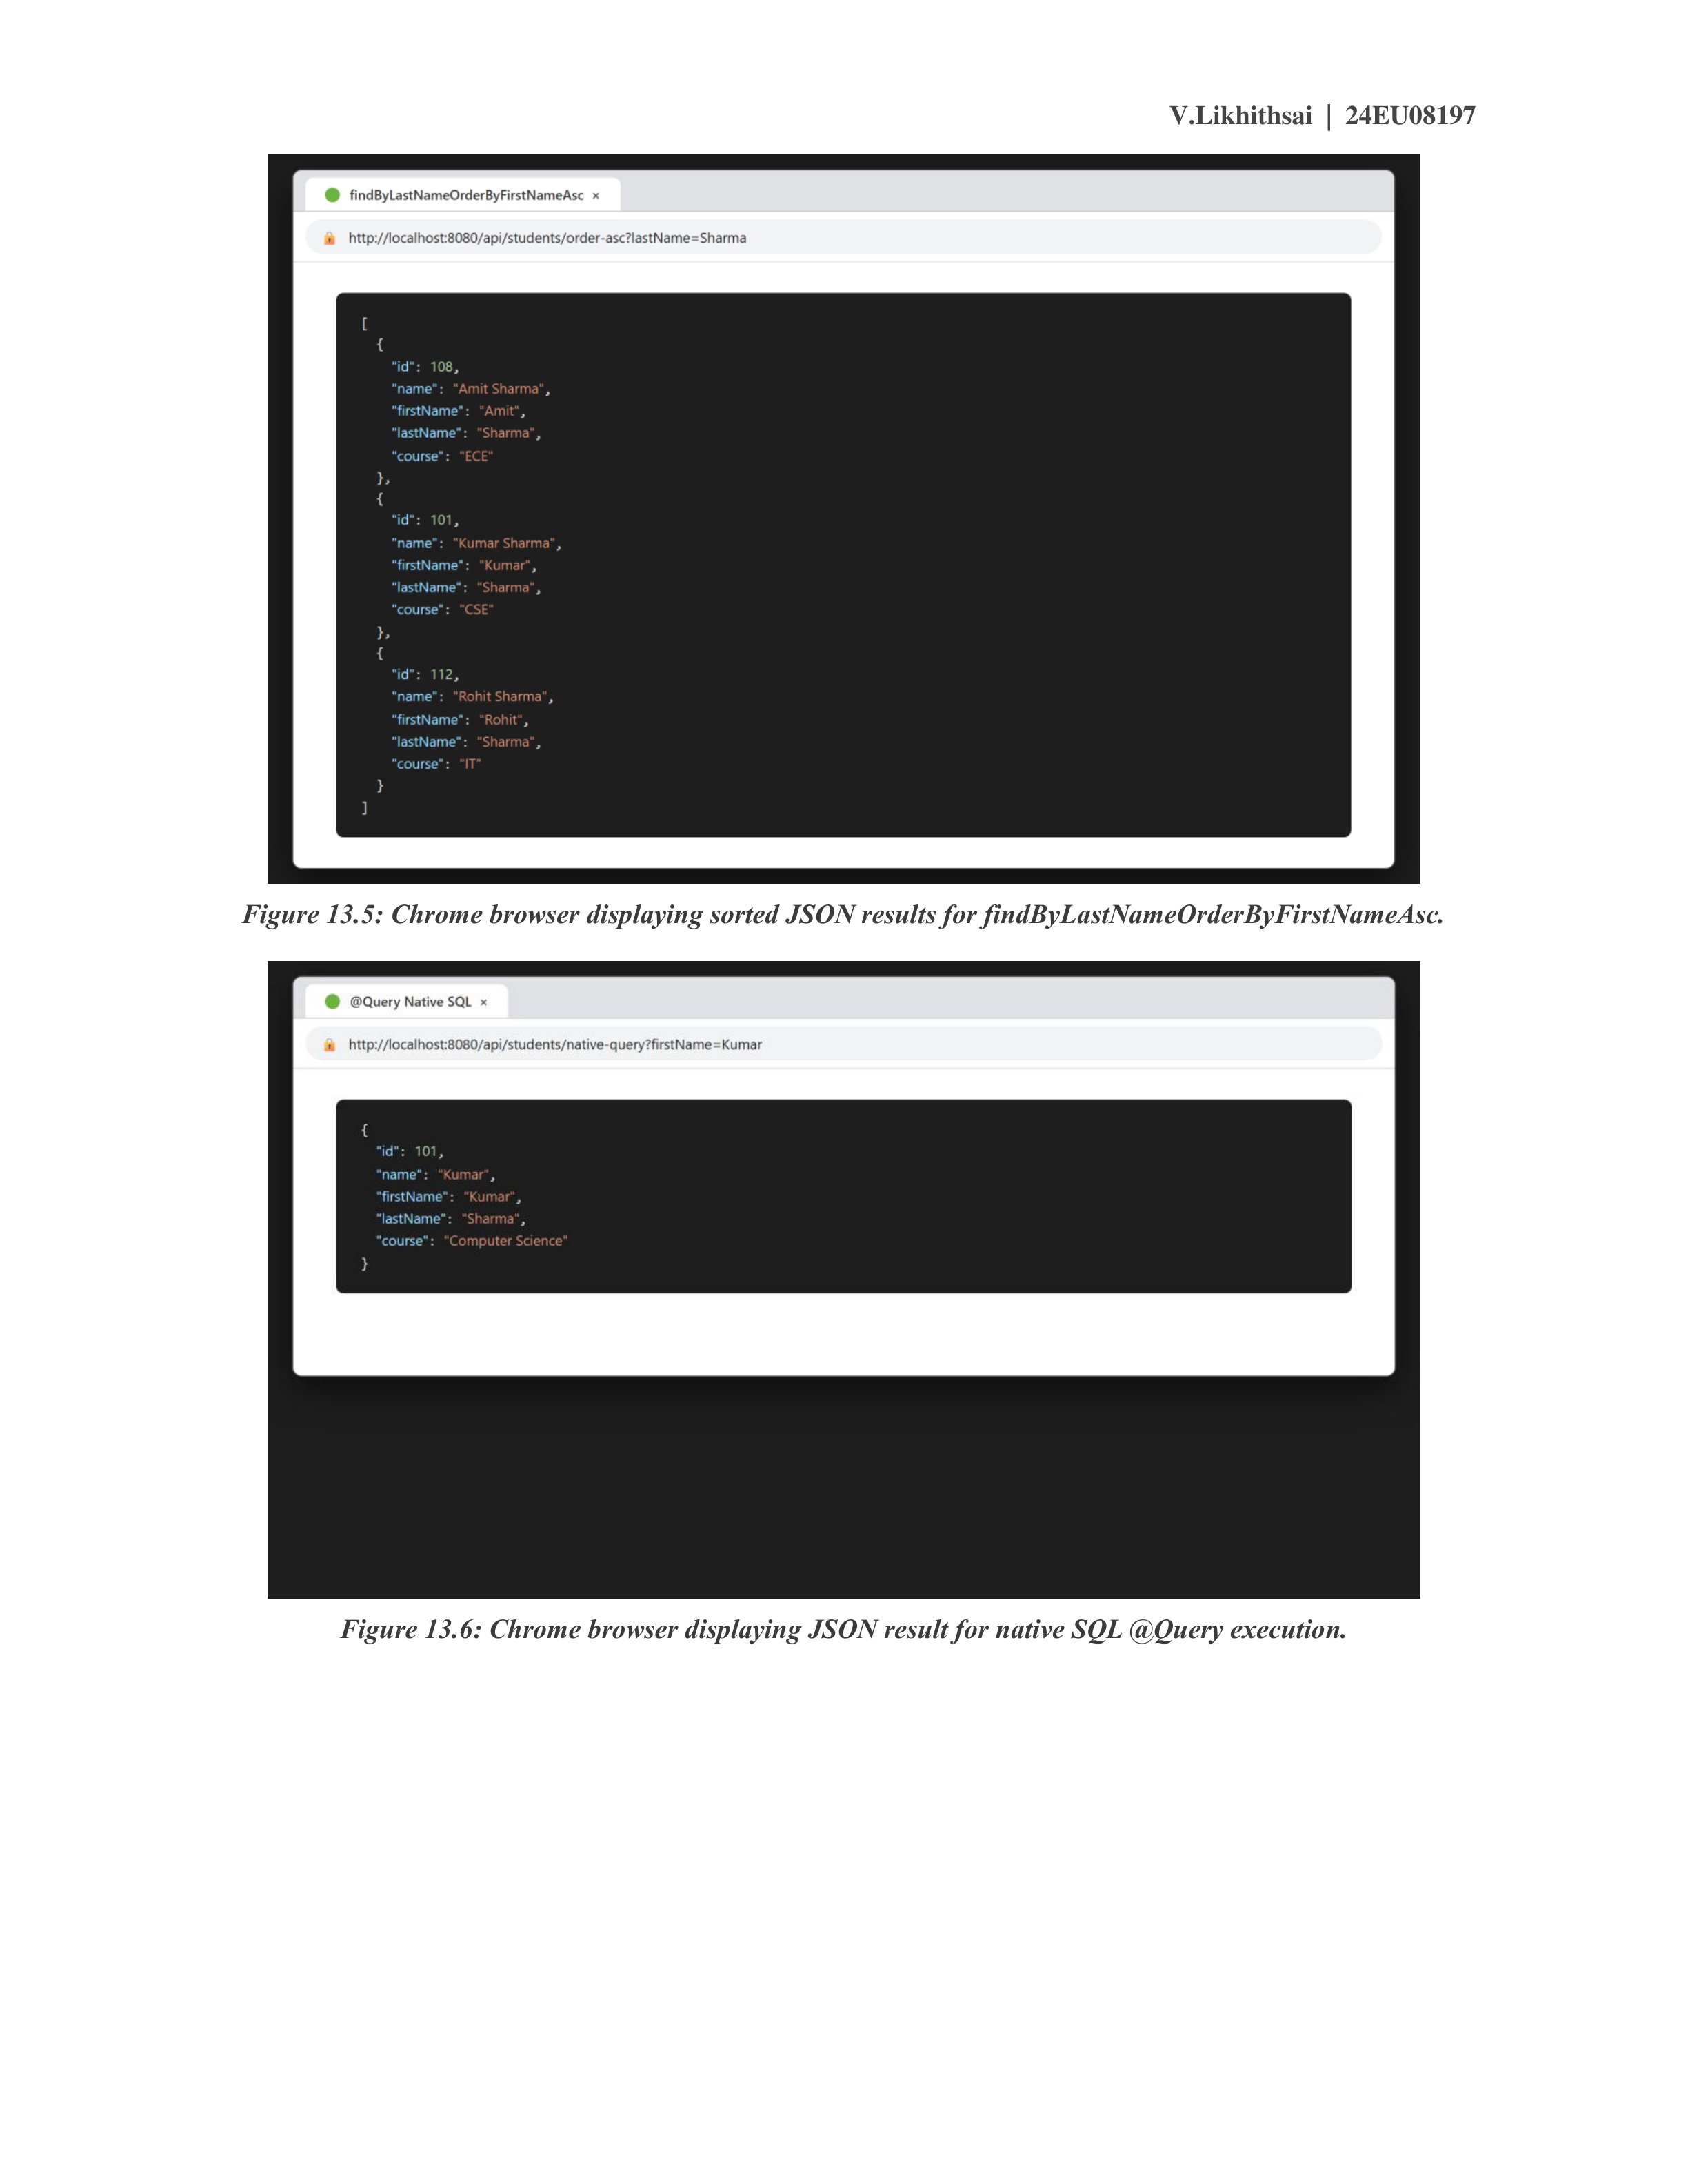 V.Likhithsai | 24EU08197
findByLastNameOrderByFirstNameAsc ×
http://localhost:8080/api/students/order-asc?lastName=Sharma
[
{
"id": 108,
"name": "Amit Sharma",
"firstName": "Amit",
"lastName": "Sharma",
"course": "ECE"
},
{
"id": 101,
"name": "Kumar Sharma",
"firstName": "Kumar",
"lastName": "Sharma",
"course": "CSE"
},
{
"id": 112,
"name": "Rohit Sharma",
"firstName": "Rohit",
"lastName": "Sharma",
"course": "IT"
}
]
Figure 13.5: Chrome browser displaying sorted JSON results for findByLastNameOrderByFirstNameAsc.
@Query Native SQL ×
http://localhost:8080/api/students/native-query?firstName=Kumar
{
"id": 101,
"name": "Kumar",
"firstName": "Kumar",
"lastName": "Sharma",
"course": "Computer Science"
}
Figure 13.6: Chrome browser displaying JSON result for native SQL @Query execution.